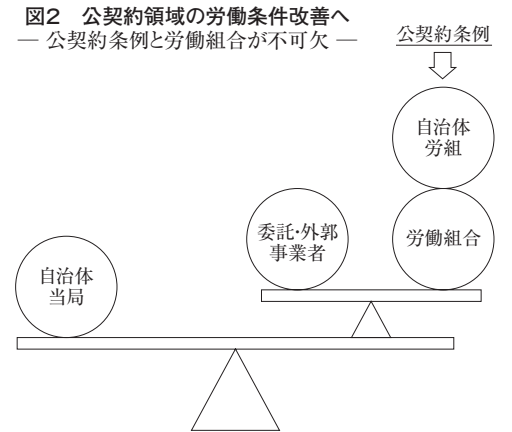 図2　公契約領域の労働条件改善へ
― 公契約条例と労働組合が不可欠 ―
公契約条例
自治体
労組
委託・外郭
事業者
労働組合
自治体
当局